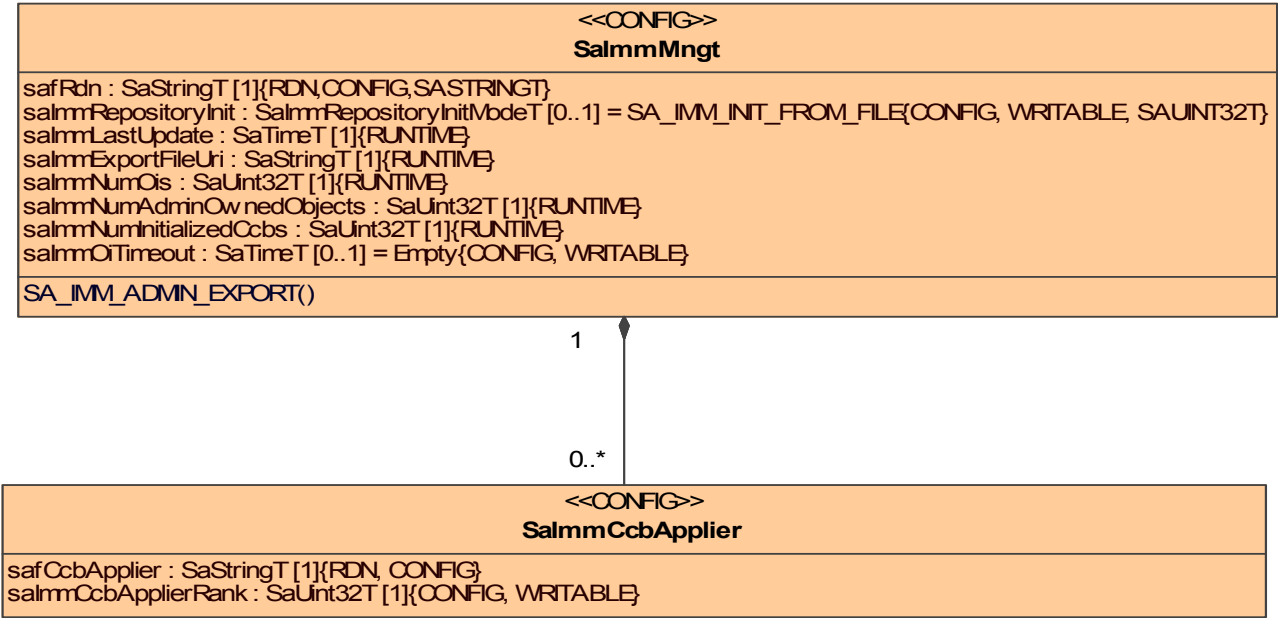 <<CONFIG>>
SaImmMngt
safRdn : SaStringT [1]{RDN,CONFIG,SASTRINGT}
saImmRepositoryInit : SaImmRepositoryInitModeT [0..1] = SA_IMM_INIT_FROM_FILE{CONFIG, WRITABLE, SAUINT32T}
saImmLastUpdate : SaTimeT [1]{RUNTIME}
saImmExportFileUri : SaStringT [1]{RUNTIME}
saImmNumOis : SaUint32T [1]{RUNTIME}
saImmNumAdminOwnedObjects : SaUint32T [1]{RUNTIME}
saImmNumInitializedCcbs : SaUint32T [1]{RUNTIME}
saImmOiTimeout : SaTimeT [0..1] = Empty{CONFIG, WRITABLE}
SA_IMM_ADMIN_EXPORT()
1
0..*
<<CONFIG>>
SaImmCcbApplier
safCcbApplier : SaStringT [1]{RDN, CONFIG}
saImmCcbApplierRank : SaUint32T [1]{CONFIG, WRITABLE}